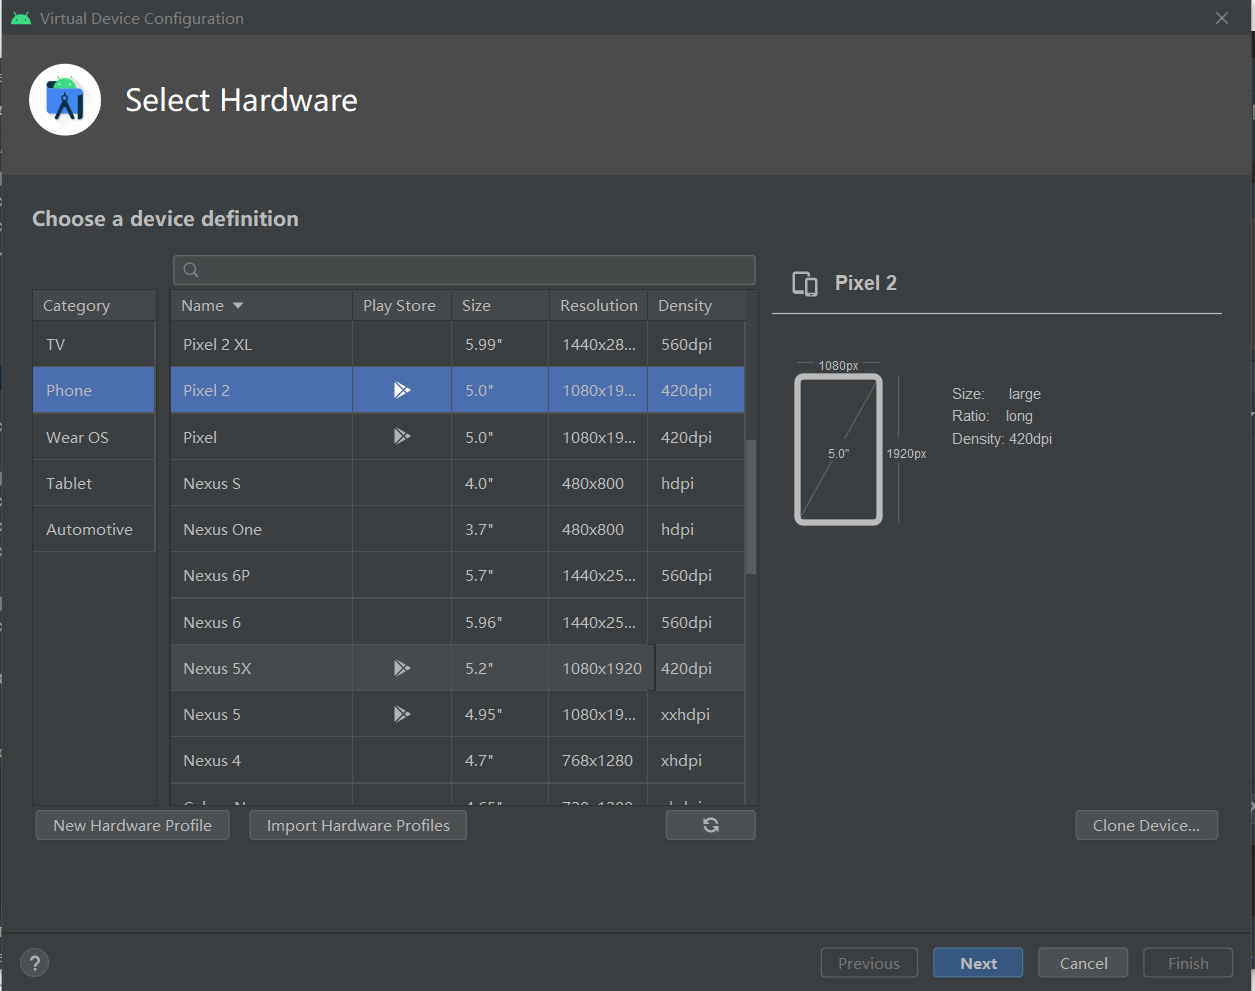 Virtual Device Configuration
Select Hardware
Choose a device definition
Category
TV
Phone
Wear OS
Tablet
Automotive
Name Play Store Size Resolution Density
Pixel 2 XL 5.99" 1440x28... 560dpi
Pixel 2 5.0" 1080x19... 420dpi
Pixel 5.0" 1080x19... 420dpi
Nexus S 4.0" 480x800 hdpi
Nexus One 3.7" 480x800 hdpi
Nexus 6P 5.7" 1440x25... 560dpi
Nexus 6 5.96" 1440x25... 560dpi
Nexus 5X 5.2" 1080x1920 420dpi
Nexus 5 4.95" 1080x19... xxhdpi
Nexus 4 4.7" 768x1280 xhdpi
Pixel 2
1080px
5.0"
1920px
Size: large
Ratio: long
Density: 420dpi
New Hardware Profile
Import Hardware Profiles
Clone Device...
?
Previous
Next
Cancel
Finish